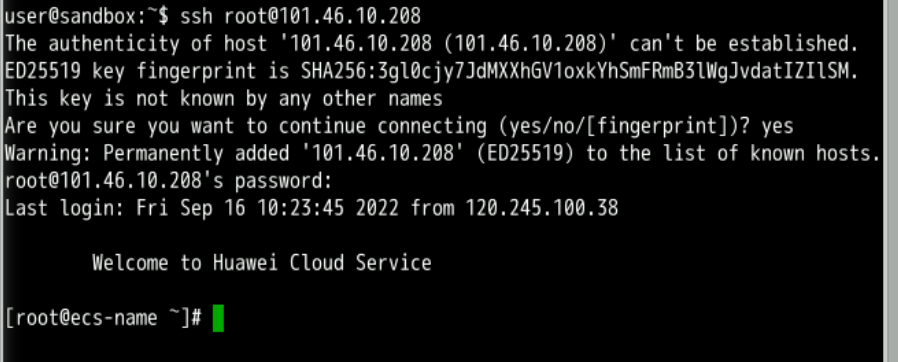 user@sandbox:~$ ssh root@101.46.10.208
The authenticity of host '101.46.10.208 (101.46.10.208)' can't be established.
ED25519 key fingerprint is SHA256:3gl0cjy7JdMXXhGV1oxkYhSmFRmB3lWgJvdatIZIlSM.
This key is not known by any other names
Are you sure you want to continue connecting (yes/no/[fingerprint])? yes
Warning: Permanently added '101.46.10.208' (ED25519) to the list of known hosts.
root@101.46.10.208's password:
Last login: Fri Sep 16 10:23:45 2022 from 120.245.100.38
Welcome to Huawei Cloud Service
[root@ecs-name ~]#